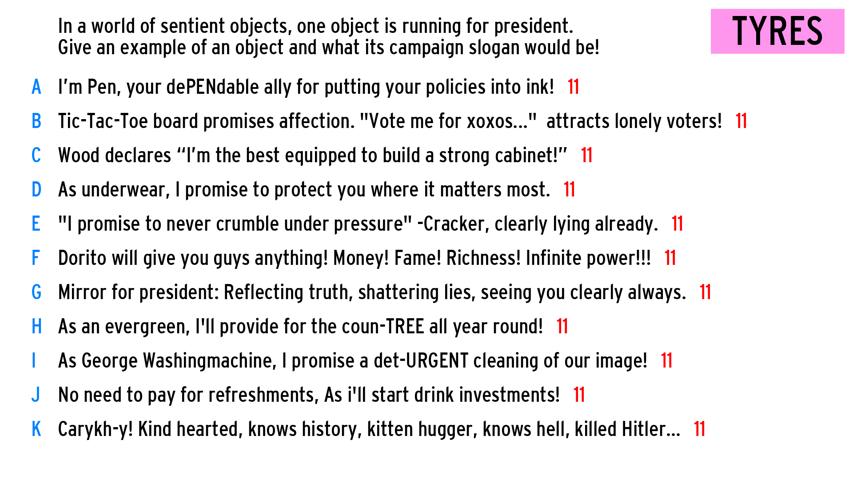 In a world of sentient objects, one object is running for president.
Give an example of an object and what its campaign slogan would be!
TYRES
A I'm Pen, your dePENdable ally for putting your policies into ink! 11
B Tic-Tac-Toe board promises affection. "Vote me for xoxos..." attracts lonely voters! 11
C Wood declares “I'm the best equipped to build a strong cabinet!” 11
D As underwear, I promise to protect you where it matters most. 11
E "I promise to never crumble under pressure" -Cracker, clearly lying already. 11
F Dorito will give you guys anything! Money! Fame! Richness! Infinite power!!! 11
G Mirror for president: Reflecting truth, shattering lies, seeing you clearly always. 11
H As an evergreen, I'll provide for the coun-TREE all year round! 11
I As George Washingmachine, I promise a det-URGENT cleaning of our image! 11
J No need to pay for refreshments, As i'll start drink investments! 11
K Carykh-y! Kind hearted, knows history, kitten hugger, knows hell, killed Hitler... 11